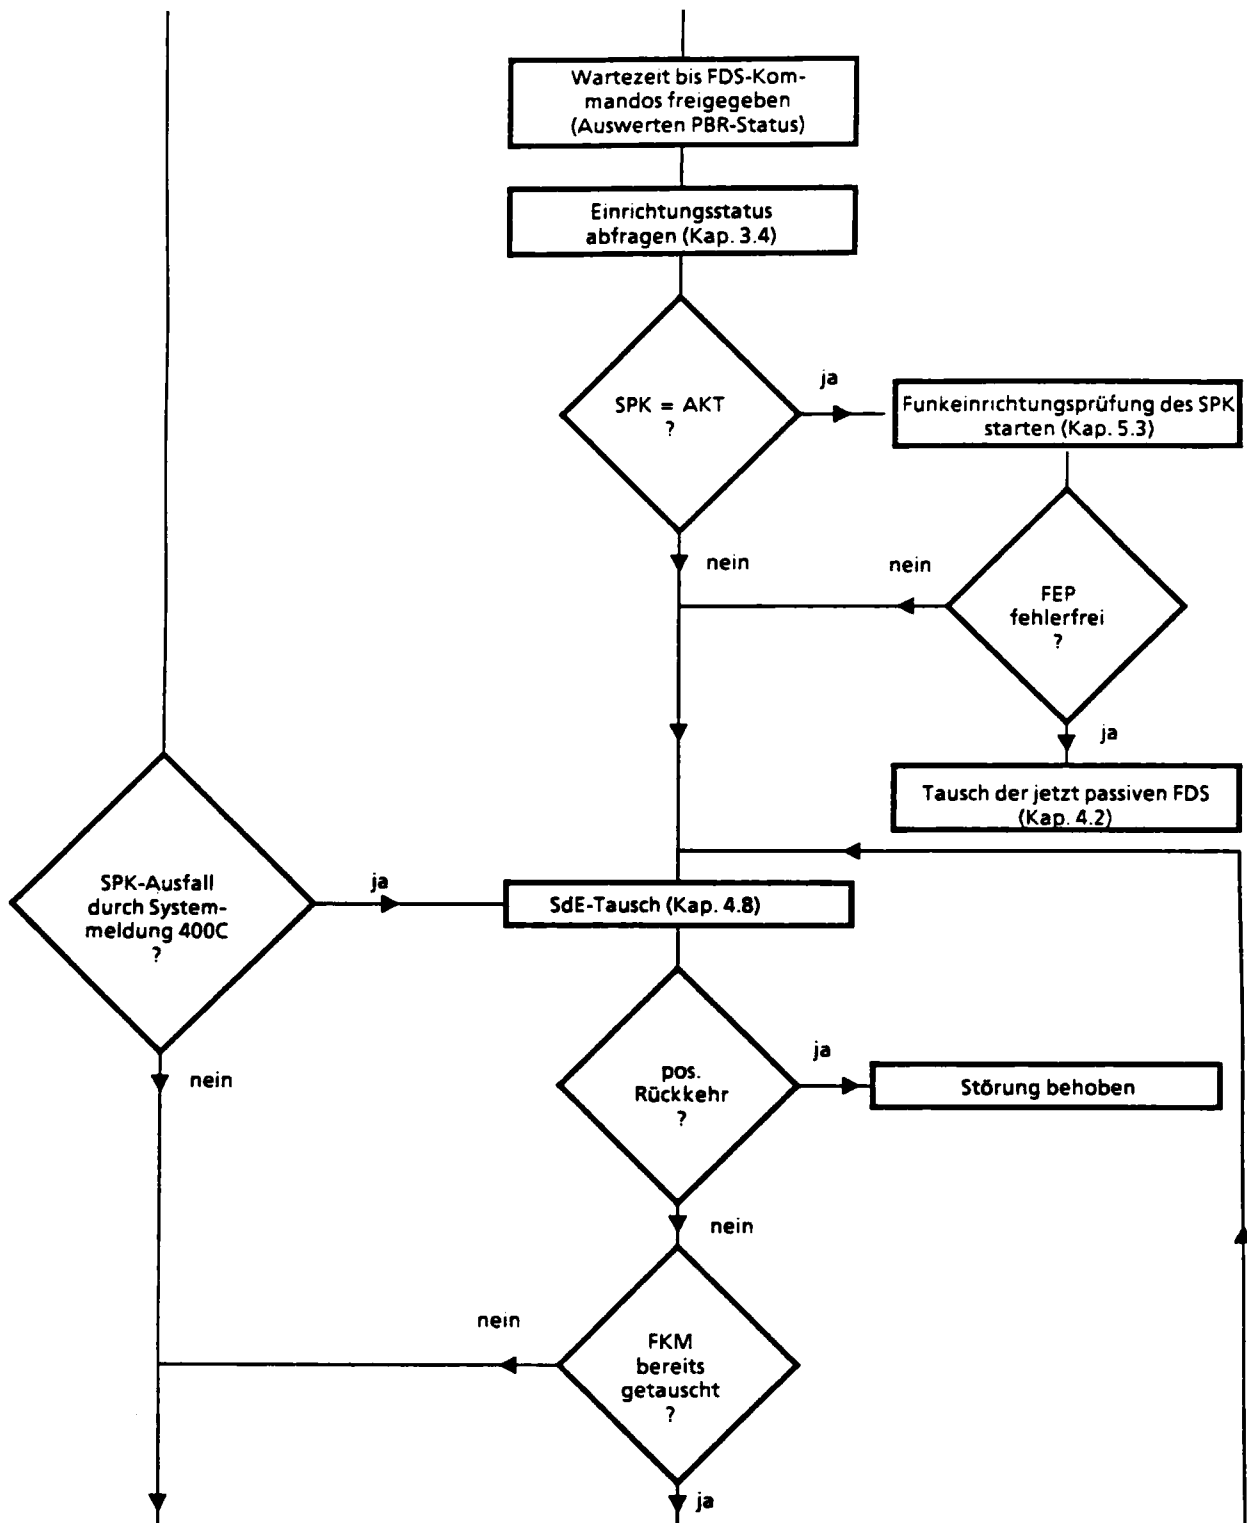 Wartezeit bis FDS-Kom-
mandos freigegeben
(Auswerten PBR-Status)
Einrichtungsstatus
abfragen (Kap. 3.4)
SPK = AKT
?
ja
Funkeinrichtungsprüfung des SPK
starten (Kap. 5.3)
nein
nein
FEP
fehlerfrei
?
ja
Tausch der jetzt passiven FDS
(Kap. 4.2)
SPK-Ausfall
durch System-
meldung 400C
?
ja
SdE-Tausch (Kap. 4.8)
nein
pos.
Rückkehr
?
ja
Störung behoben
nein
nein
FKM
bereits
getauscht
?
ja